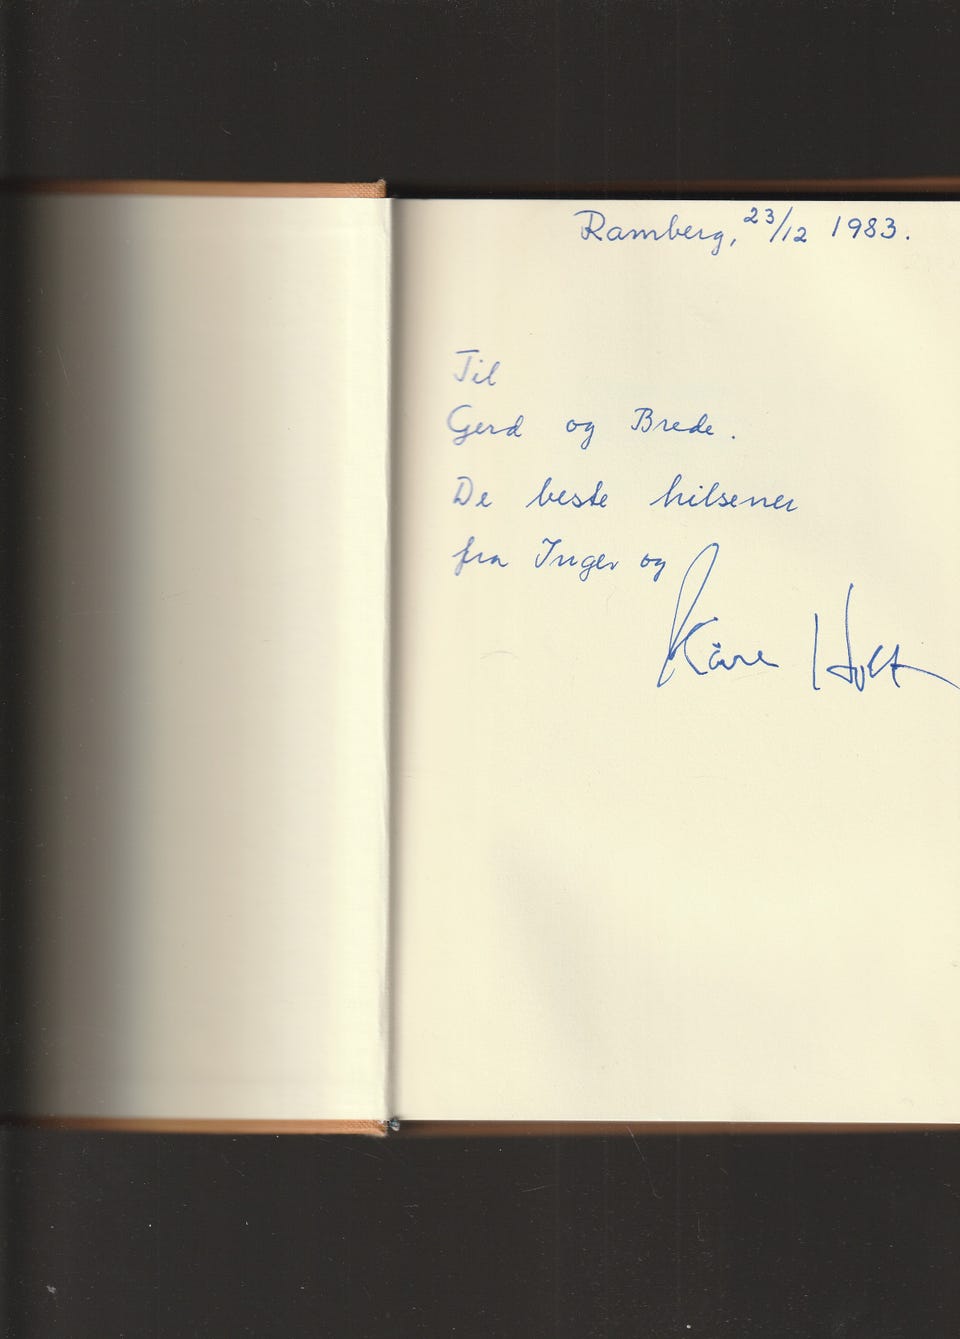 Ramberg, 23/12 1983.
Til
Gerd og Brede.
De beste hilsener
fra Inger og
Kåre Holt